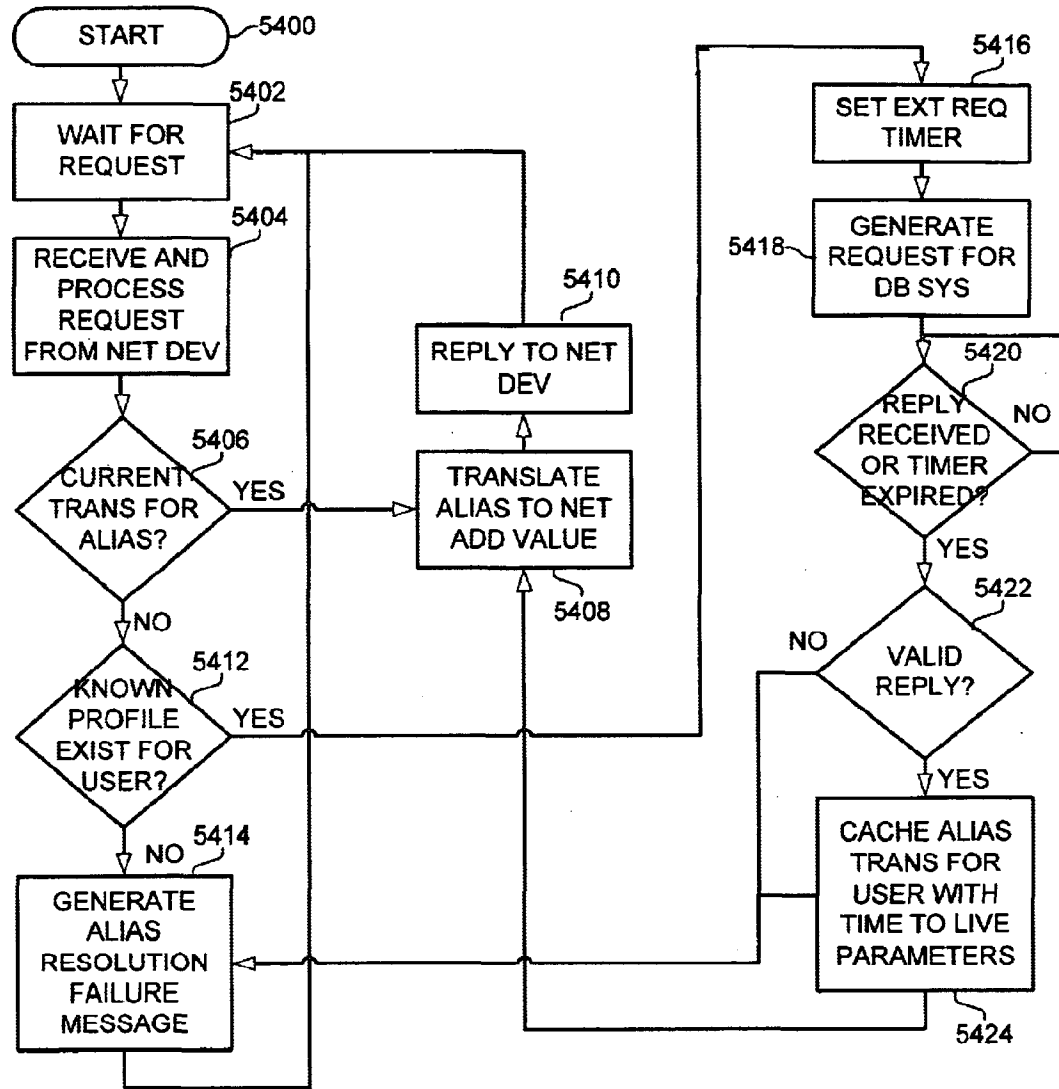 START
5400
5402
WAIT FOR
REQUEST
5404
RECEIVE AND
PROCESS
REQUEST
FROM NET DEV
5406
CURRENT
TRANS FOR
ALIAS?
YES
NO
5412
KNOWN
PROFILE
EXIST FOR
USER?
YES
NO
5414
GENERATE
ALIAS
RESOLUTION
FAILURE
MESSAGE
5410
REPLY TO NET
DEV
TRANSLATE
ALIAS TO NET
ADD VALUE
5408
5416
SET EXT REQ
TIMER
5418
GENERATE
REQUEST FOR
DB SYS
5420
REPLY
RECEIVED
OR TIMER
EXPIRED?
NO
YES
5422
NO
VALID
REPLY?
YES
CACHE ALIAS
TRANS FOR
USER WITH
TIME TO LIVE
PARAMETERS
5424